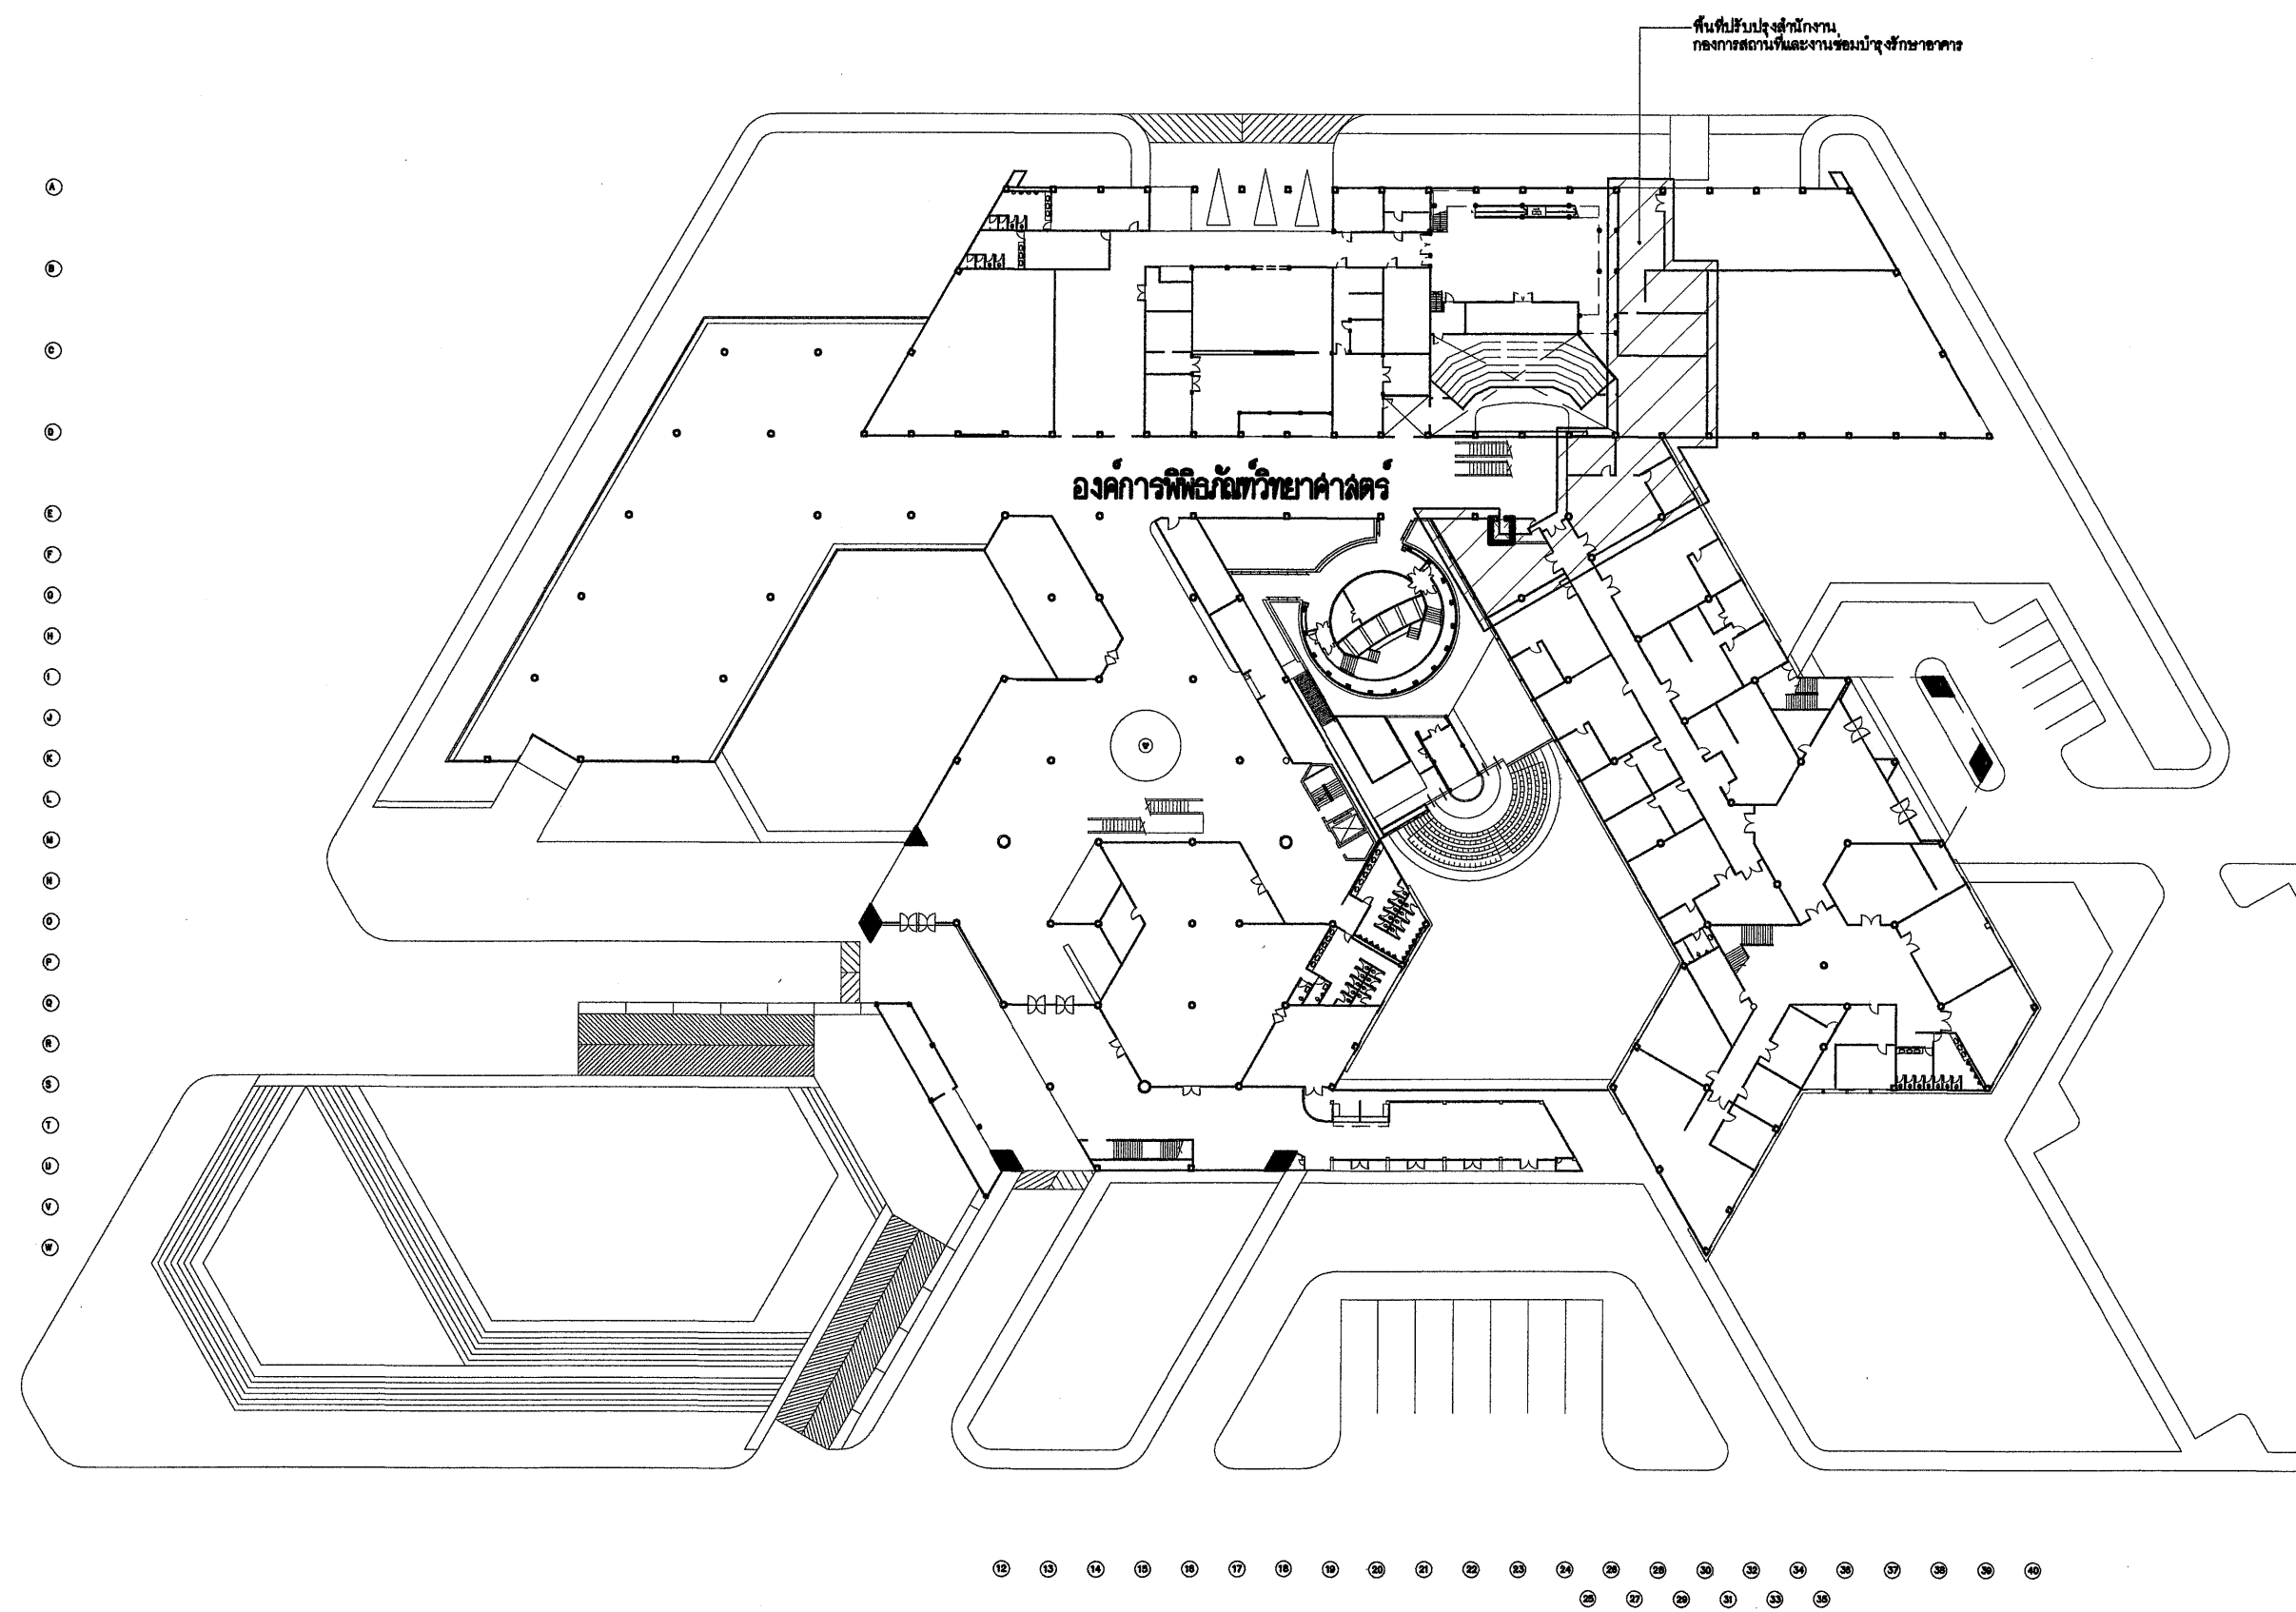 พื้นที่ปรับปรุงสำนักงาน
กองการสถานที่และงานซ่อมบำรุงรักษาอาคาร
A
B
C
D
องค์การพิพิธภัณฑ์วิทยาศาสตร์
E
F
G
H
I
J
K
L
M
N
O
P
Q
R
S
T
U
V
W
12 13 14 15 16 17 18 19 20 21 22 23 24 26 28 30 32 34 36 37 38 39 40
25 27 29 31 33 35